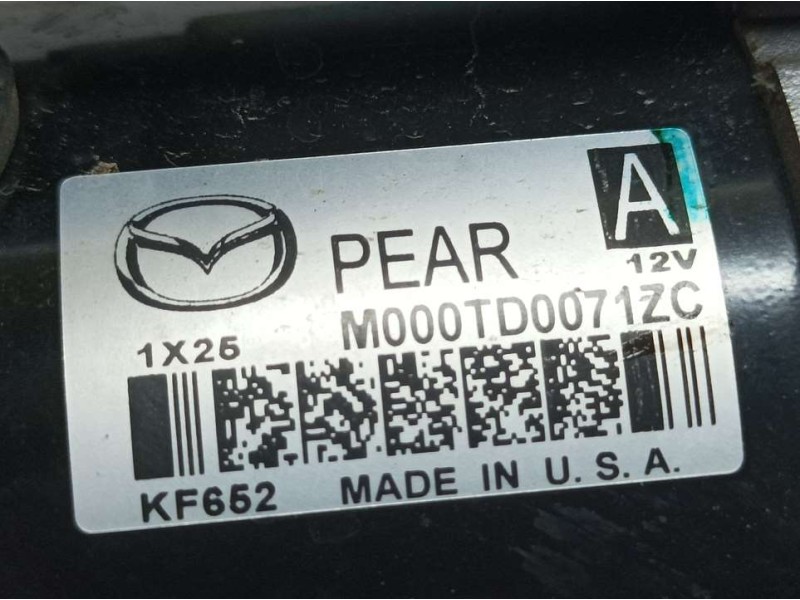 PEAR
A
12V
M000TD0071ZC
1X25
KF652
MADE IN U.S.A.